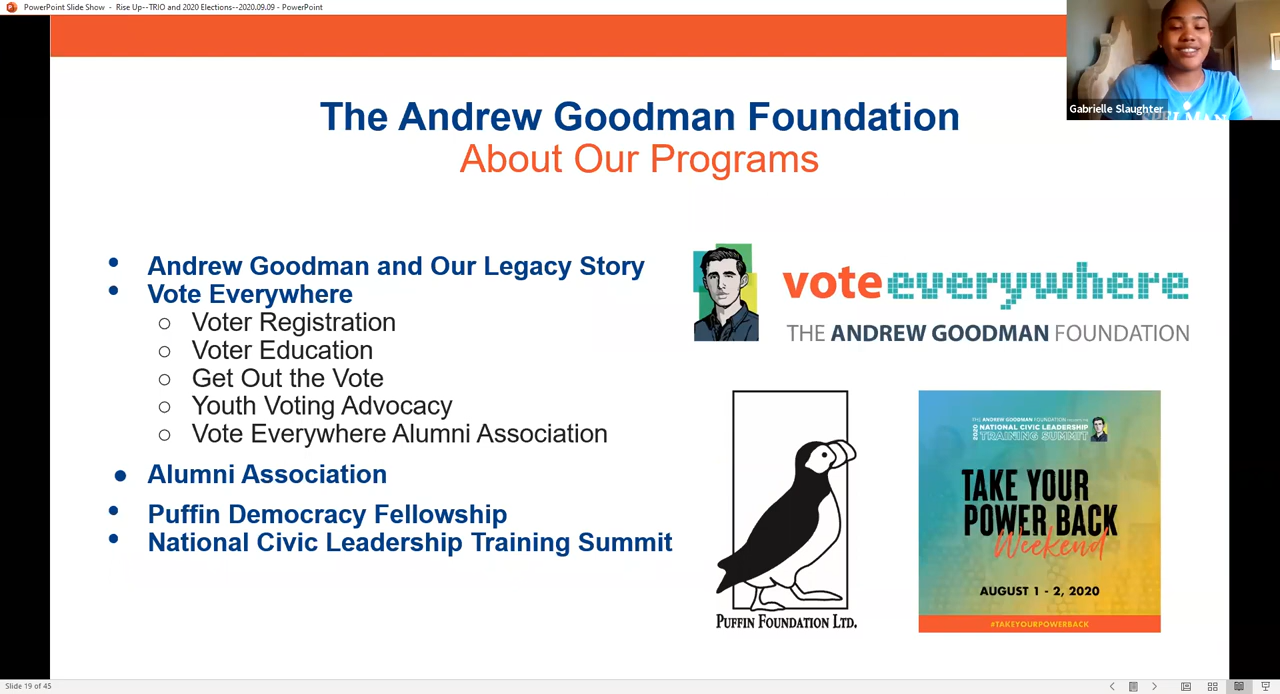 PowerPoint Slide Show - Rise Up--TRIO and 2020 Elections--2020.09.09 - PowerPoint
Gabrielle Slaughter
The Andrew Goodman Foundation
About Our Programs
• Andrew Goodman and Our Legacy Story
• Vote Everywhere
○ Voter Registration
○ Voter Education
○ Get Out the Vote
○ Youth Voting Advocacy
○ Vote Everywhere Alumni Association
• Alumni Association
• Puffin Democracy Fellowship
• National Civic Leadership Training Summit
voteeverywhere
THE ANDREW GOODMAN FOUNDATION
PUFFIN FOUNDATION LTD.
THE ANDREW GOODMAN FOUNDATION
2020
NATIONAL CIVIC LEADERSHIP
TRAINING SUMMIT
TAKE YOUR
POWER BACK
Weekend
AUGUST 1 - 2, 2020
#TAKEYOURPOWERBACK
Slide 19 of 45